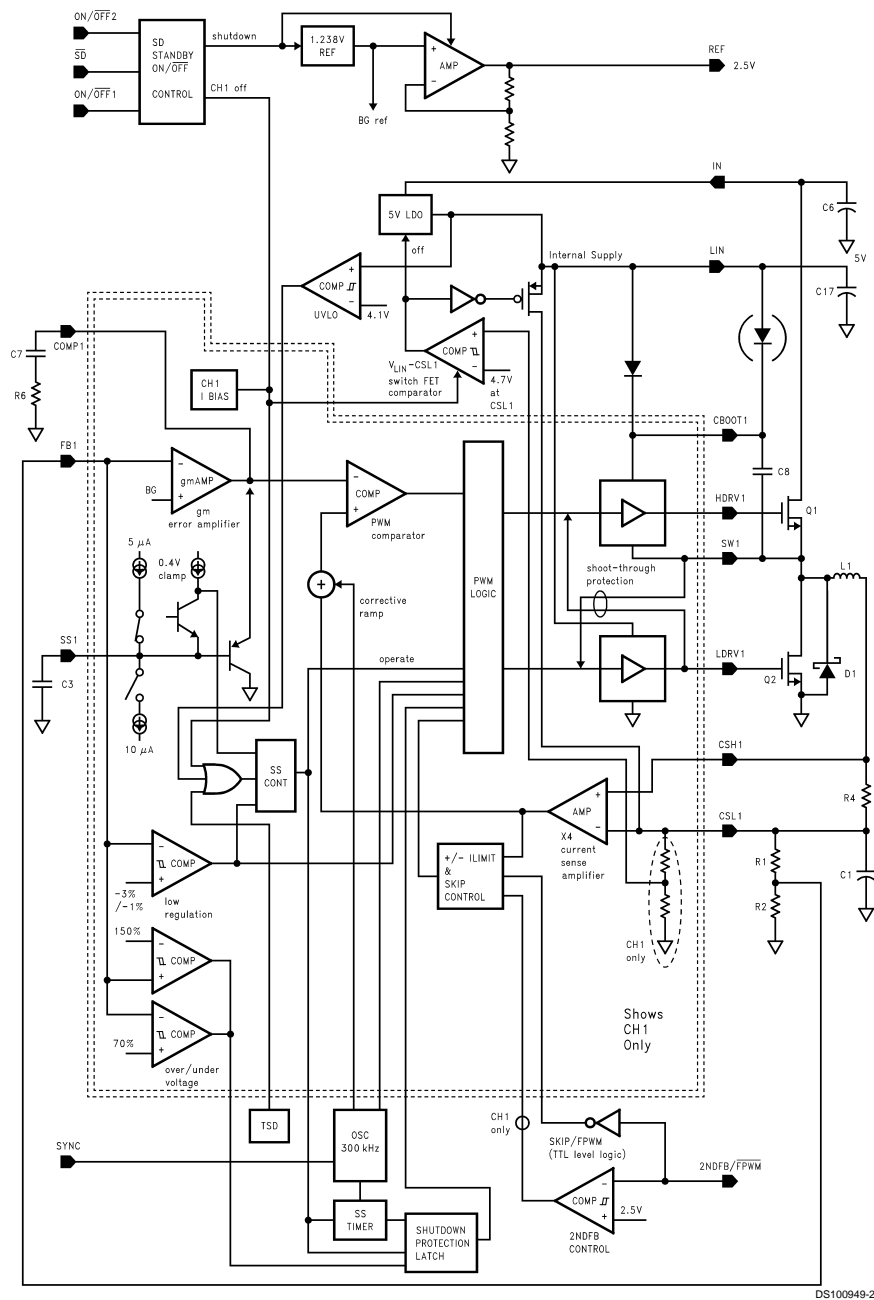 ON/OFF2
SD
ON/OFF1
SD
STANDBY
ON/OFF
CONTROL
shutdown
CH1 off
1.238V
REF
BG ref
+
AMP
−
REF
2.5V
IN
C6
5V LDO
off
Internal Supply
LIN
5V
C17
+
COMP
−
UVLO
4.1V
+
COMP
−
4.7V
at
CSL1
VLIN-CSL1
switch FET
comparator
CH1
I BIAS
COMP1
C7
R6
FB1
−
gmAMP
+
BG
gm
error amplifier
−
COMP
+
PWM
comparator
PWM
LOGIC
CBOOT1
C8
HDRV1
Q1
SW1
L1
shoot-through
protection
LDRV1
Q2
D1
5 μA
0.4V
clamp
+
corrective
ramp
SS1
C3
10 μA
operate
SS
CONT
CSH1
R4
CSL1
+
AMP
−
X4
current
sense
amplifier
+/- ILIMIT
&
SKIP
CONTROL
R1
R2
C1
CH1
only
−
COMP
+
-3%
/-1%
low
regulation
150%
−
COMP
+
−
COMP
+
70%
over/under
voltage
Shows
CH1
Only
TSD
OSC
300 kHz
SYNC
SS
TIMER
SHUTDOWN
PROTECTION
LATCH
CH1
only
SKIP/FPWM
(TTL level logic)
2NDFB/FPWM
−
COMP
+
2.5V
2NDFB
CONTROL
DS100949-2